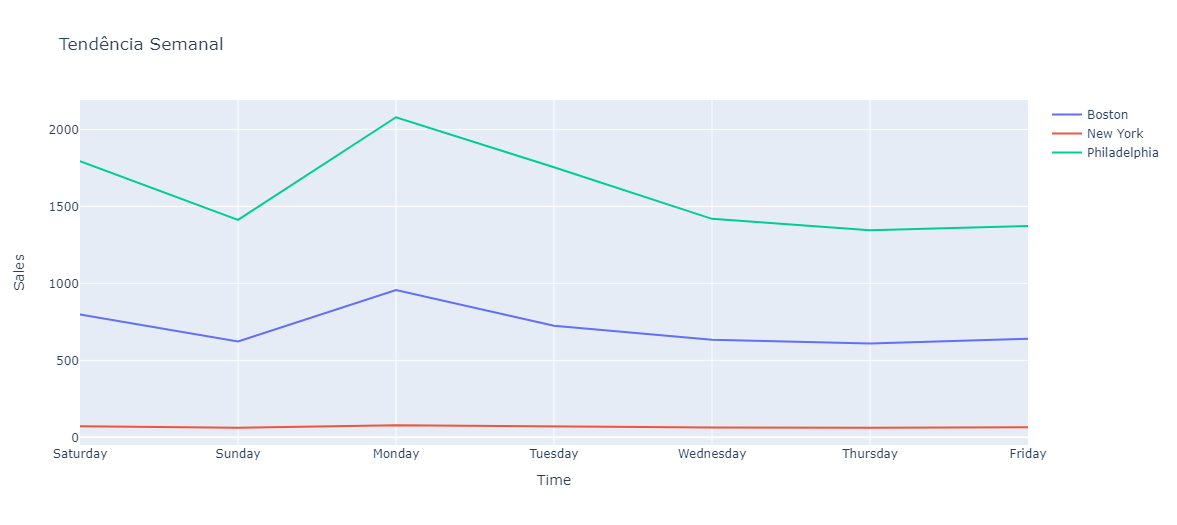 Tendência Semanal
Boston
New York
Philadelphia
2000
1500
1000
500
0
Sales
Saturday Sunday Monday Tuesday Wednesday Thursday Friday
Time